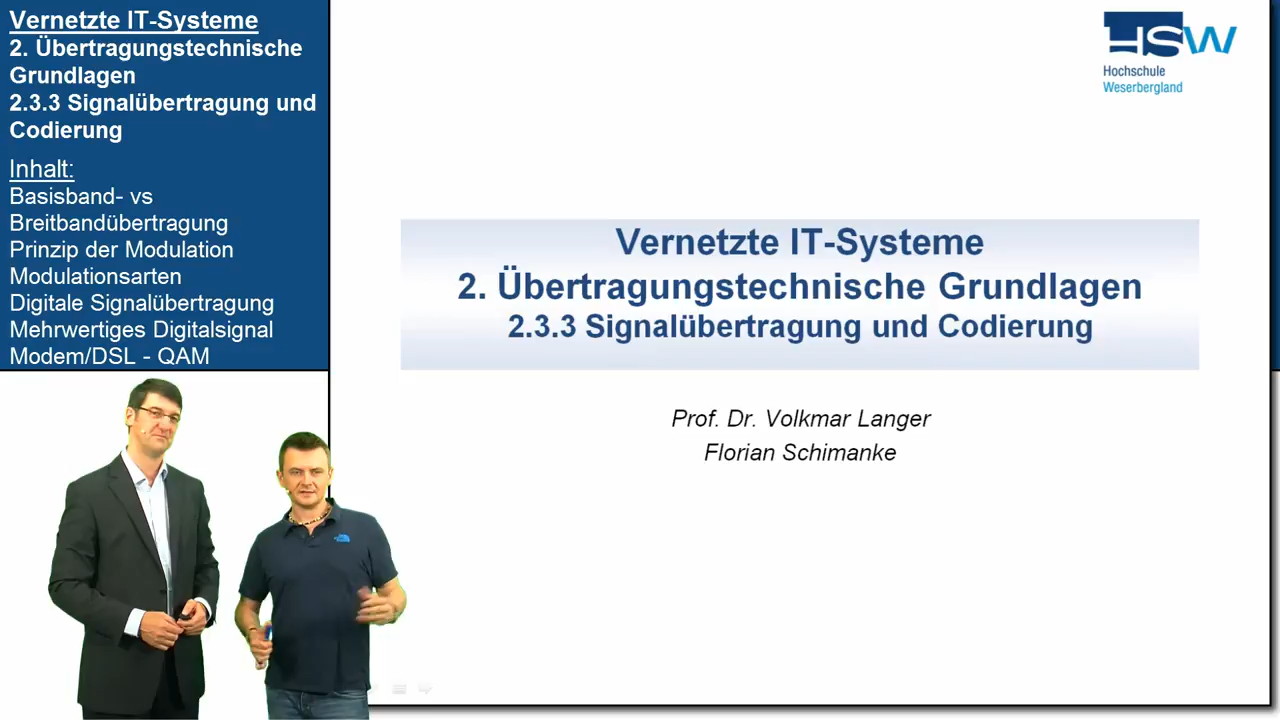 Vernetzte IT-Systeme
2. Übertragungstechnische
Grundlagen
2.3.3 Signalübertragung und
Codierung
Inhalt:
Basisband- vs
Breitbandübertragung
Prinzip der Modulation
Modulationsarten
Digitale Signalübertragung
Mehrwertiges Digitalsignal
Modem/DSL - QAM
HSW
Hochschule
Weserbergland
Vernetzte IT-Systeme
2. Übertragungstechnische Grundlagen
2.3.3 Signalübertragung und Codierung
Prof. Dr. Volkmar Langer
Florian Schimanke